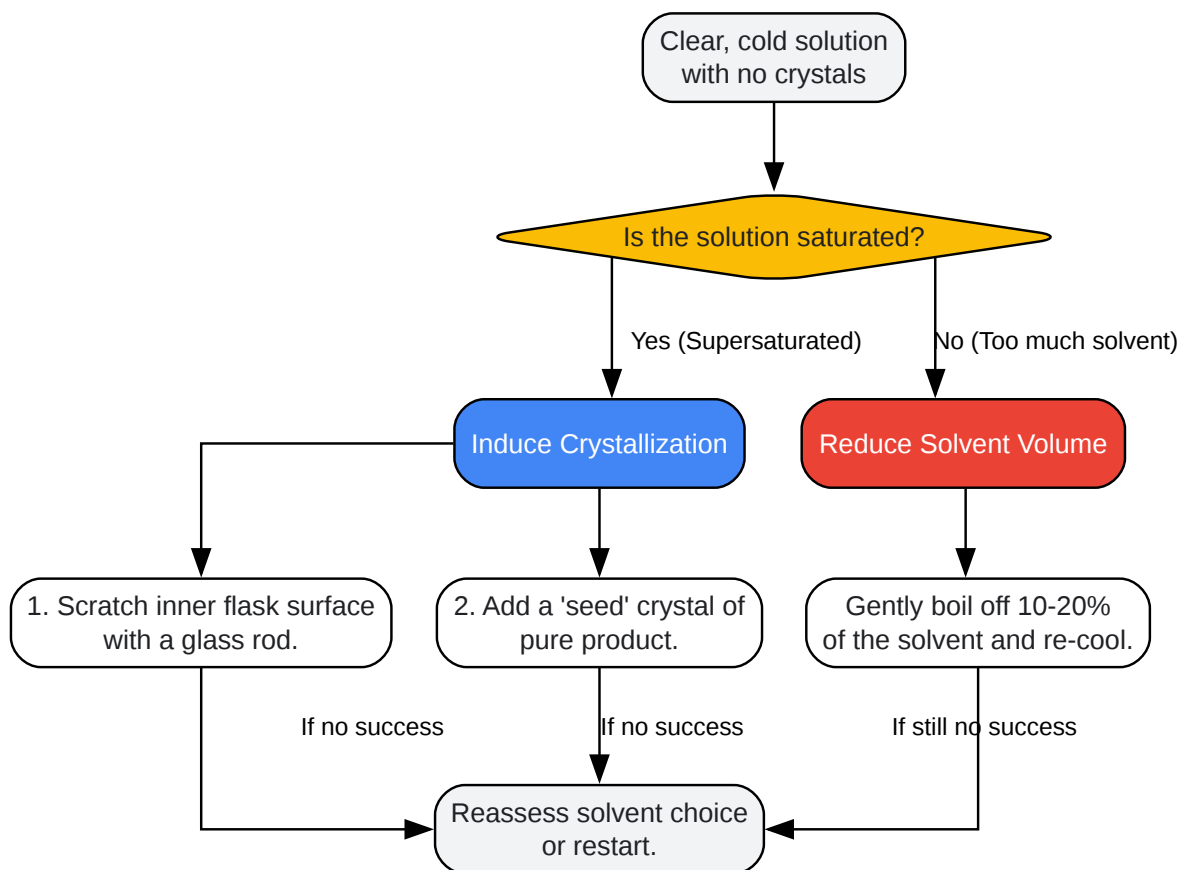 Clear, cold solution
with no crystals
Is the solution saturated?
Yes (Supersaturated)
No (Too much solvent)
Induce Crystallization
Reduce Solvent Volume
1. Scratch inner flask surface
with a glass rod.
2. Add a 'seed' crystal of
pure product.
Gently boil off 10-20%
of the solvent and re-cool.
If no success
If no success
If still no success
Reassess solvent choice
or restart.